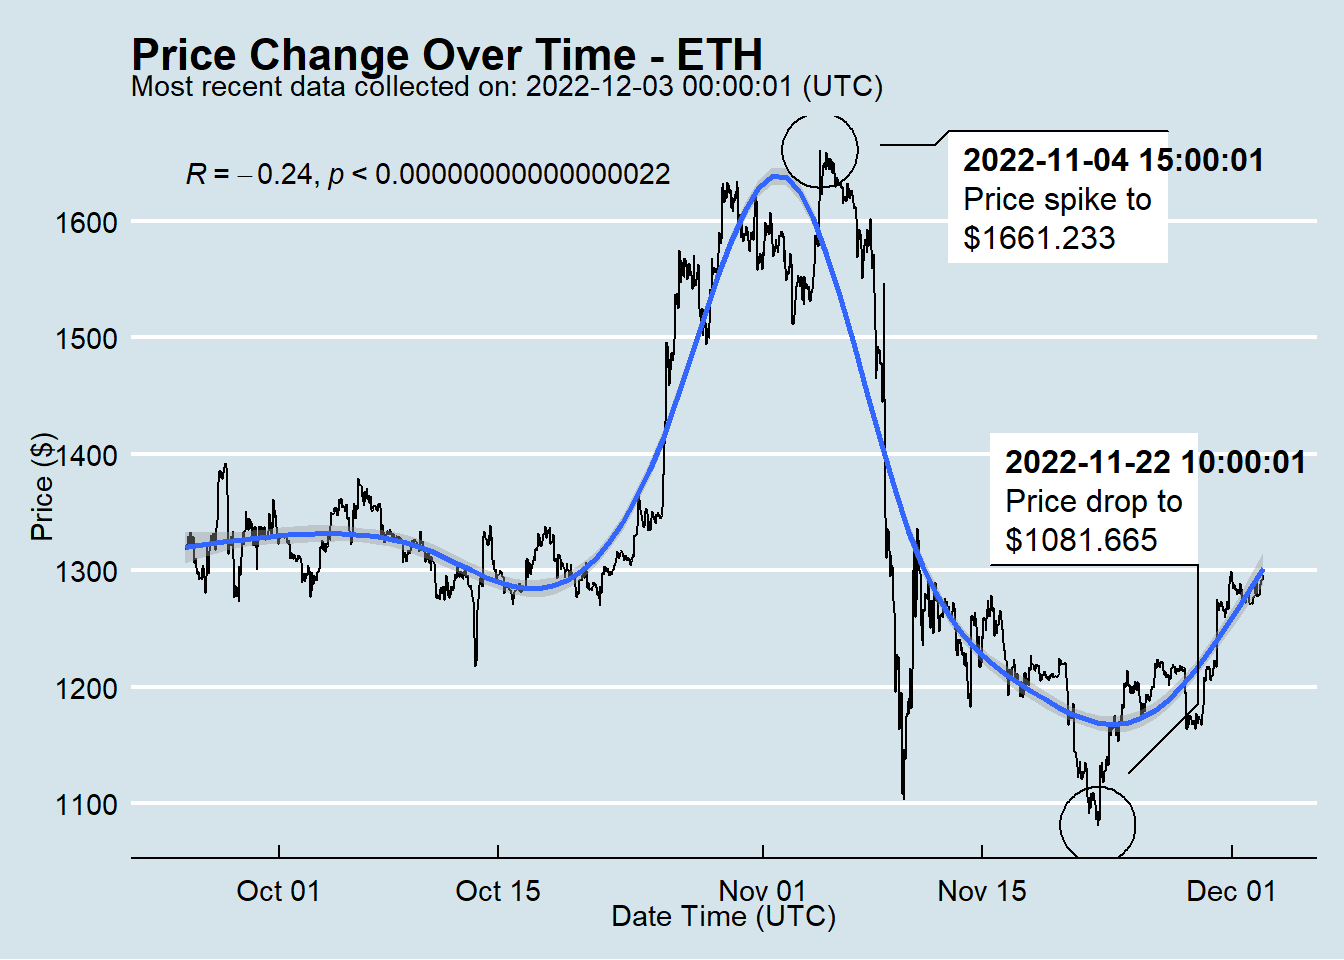 Price Change Over Time - ETH
Most recent data collected on: 2022-12-03 00:00:01 (UTC)
R = −0.24, p < 0.00000000000000022
2022-11-04 15:00:01
Price spike to
$1661.233
2022-11-22 10:00:01
Price drop to
$1081.665
Price ($)
1600
1500
1400
1300
1200
1100
Oct 01
Oct 15
Nov 01
Nov 15
Dec 01
Date Time (UTC)